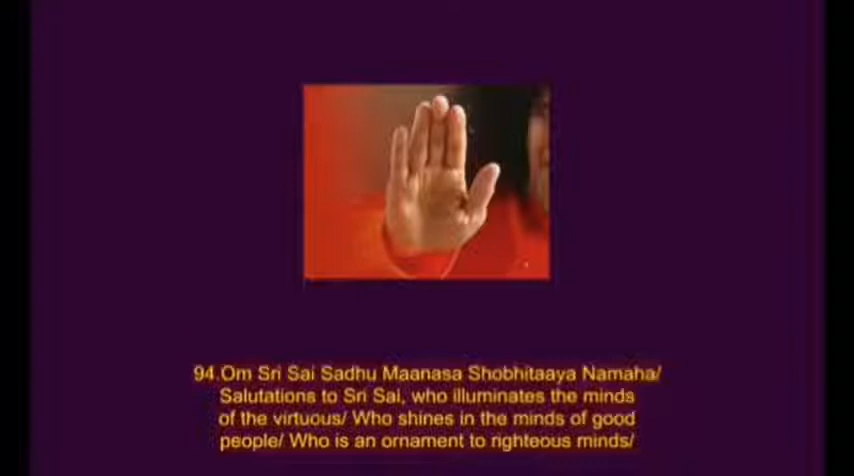 94.Om Sri Sai Sadhu Maanasa Shobhitaaya Namaha/
Salutations to Sri Sai, who illuminates the minds
of the virtuous/ Who shines in the minds of good
people/ Who is an ornament to righteous minds/